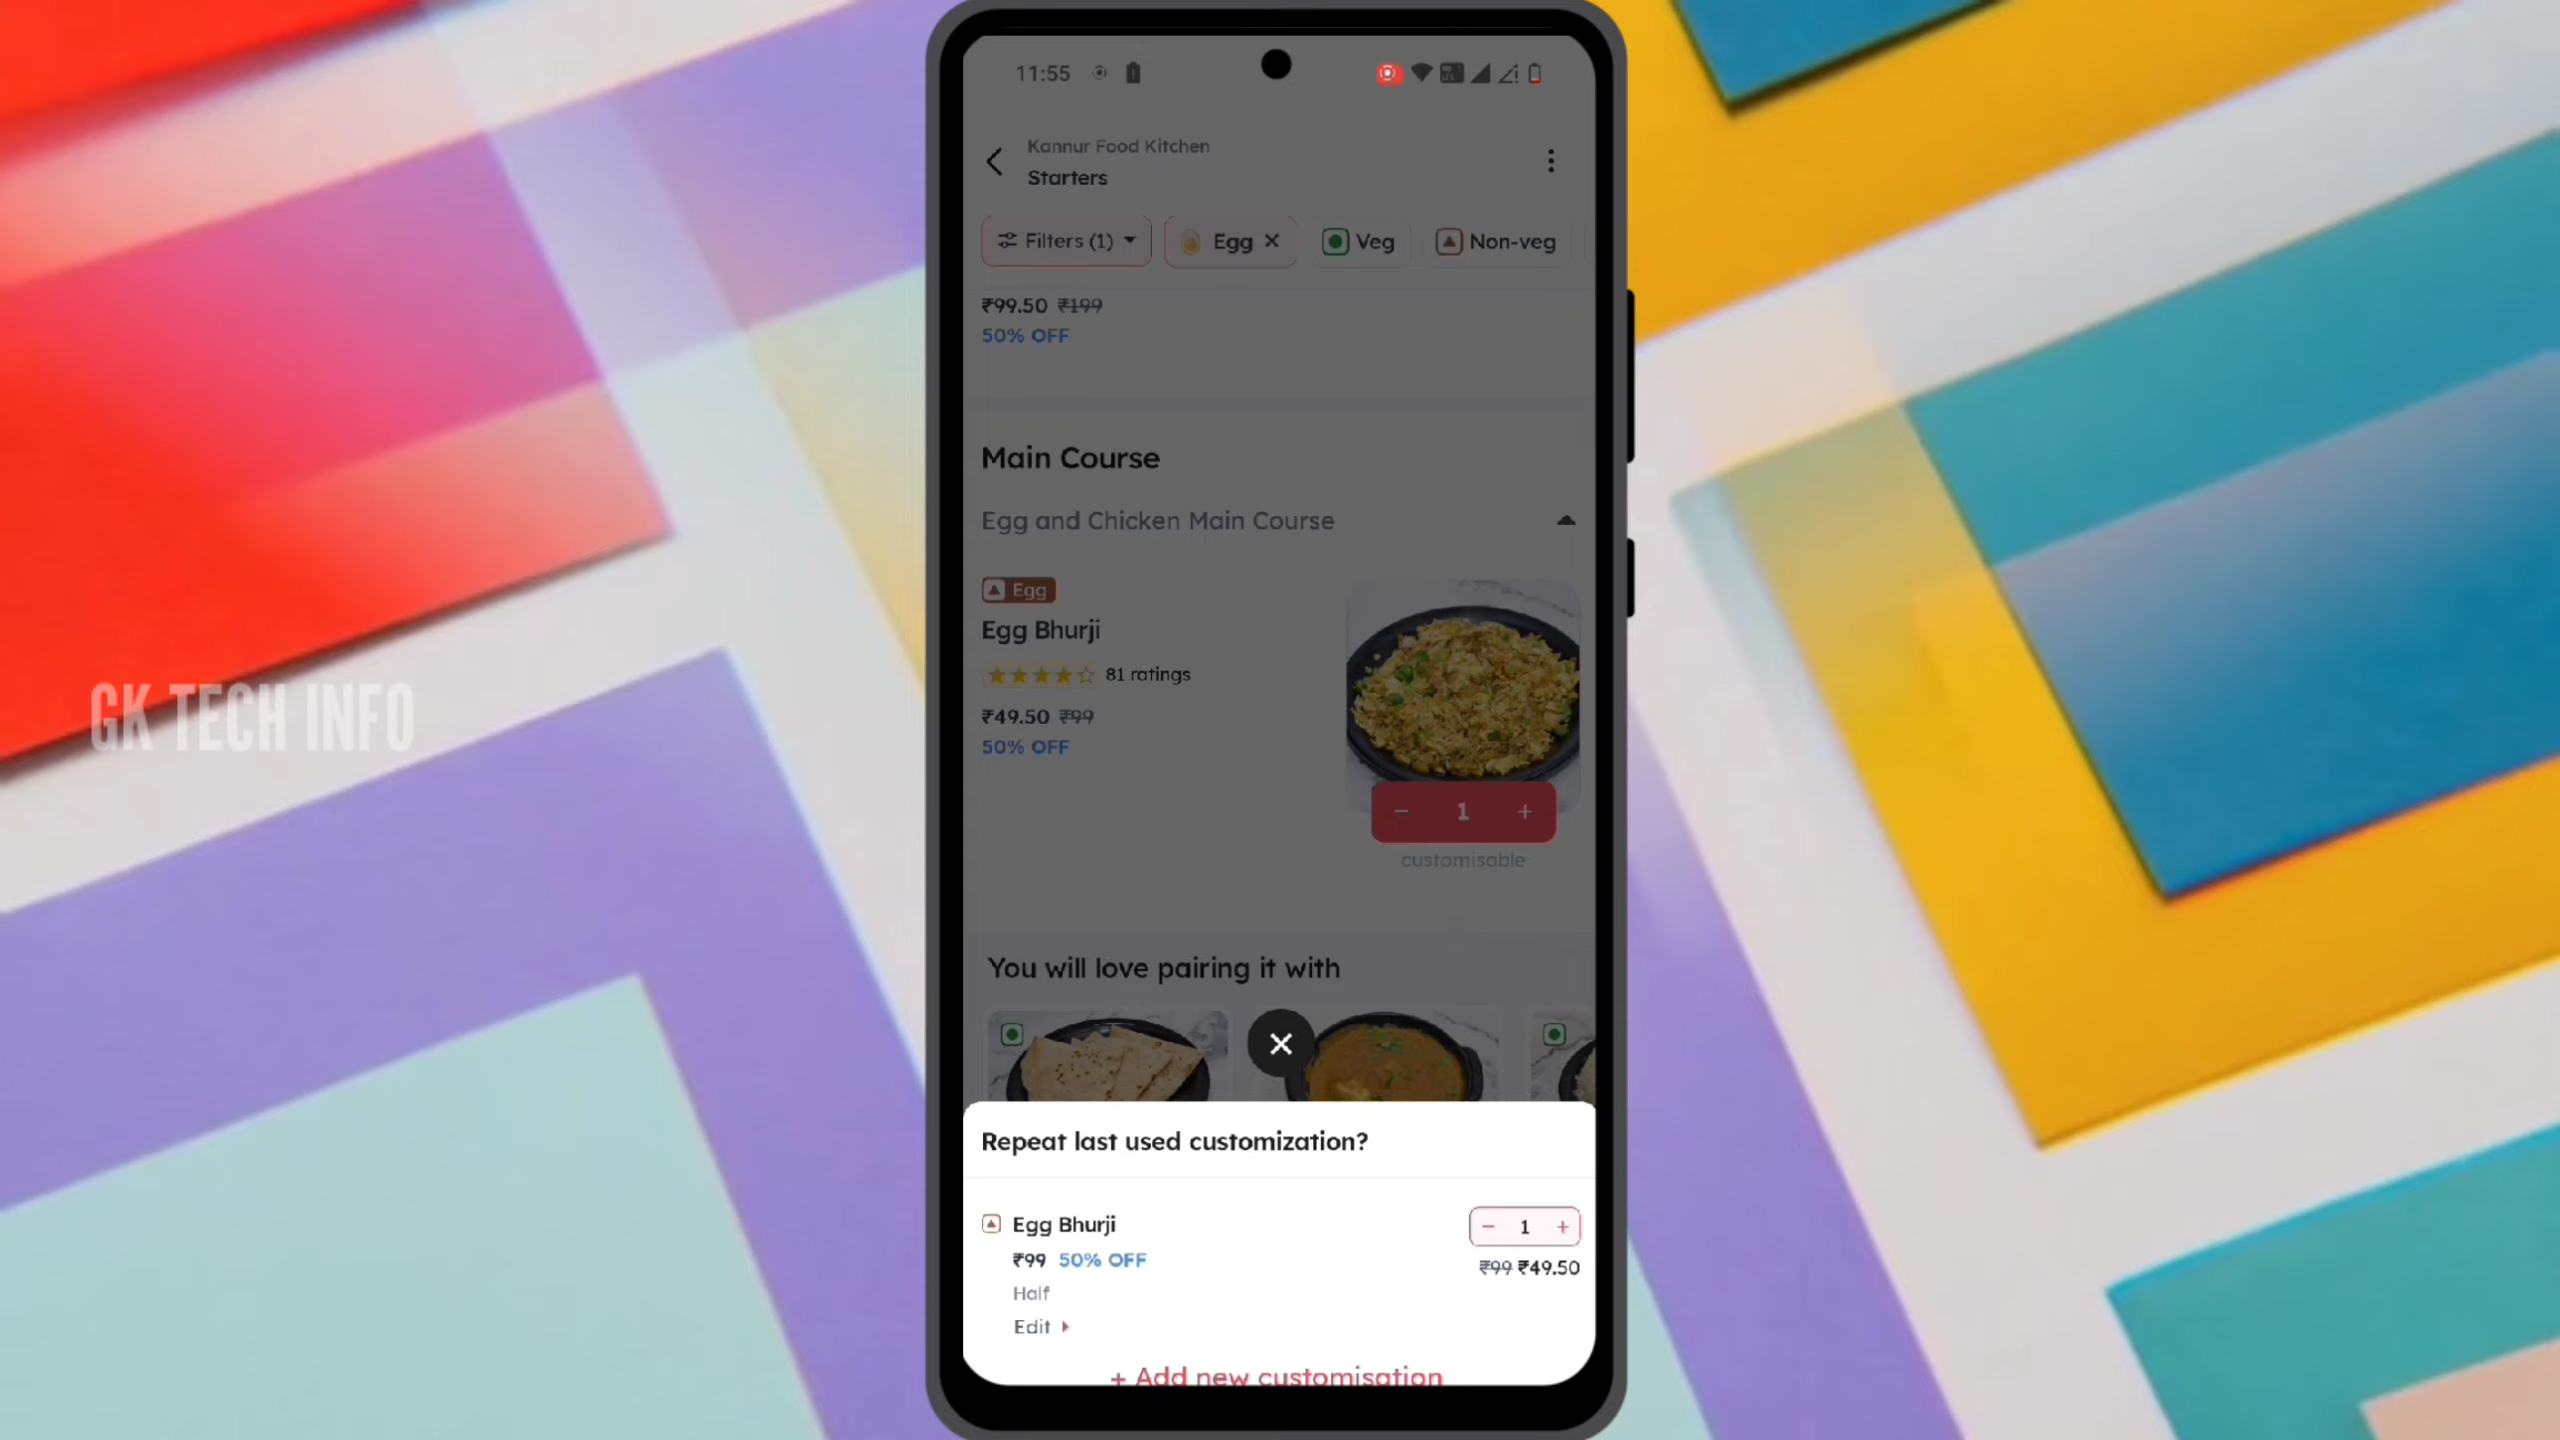 11:55
Kannur Food Kitchen
Starters
Filters (1)
Egg
Veg
Non-veg
₹99.50 ₹199
50% OFF
Main Course
Egg and Chicken Main Course
Egg
Egg Bhurji
81 ratings
₹49.50 ₹99
50% OFF
- 1 +
customisable
GK TECH INFO
You will love pairing it with
Repeat last used customization?
Egg Bhurji
- 1 +
₹99 50% OFF
₹99 ₹49.50
Half
Edit
+ Add new customisation